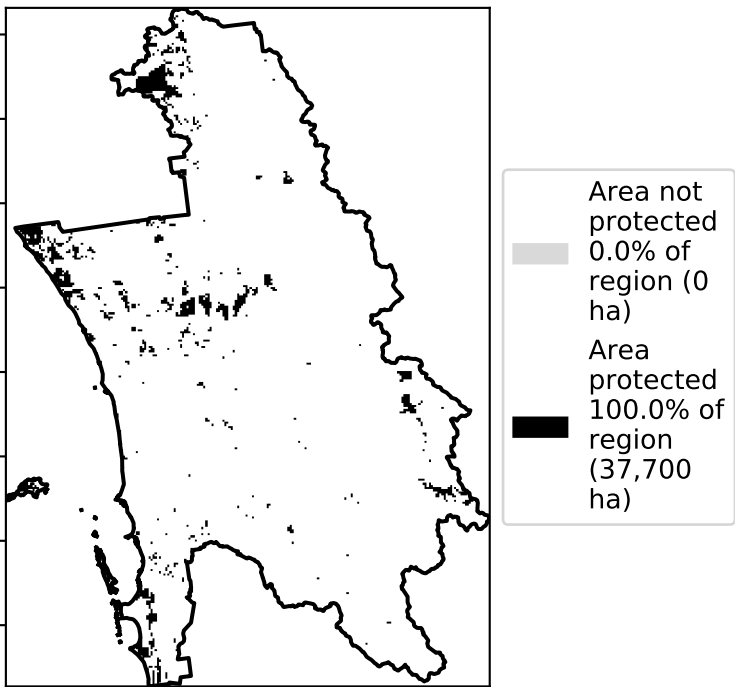 Area not
protected
0.0% of
region (0
ha)
Area
protected
100.0% of
region
(37,700
ha)